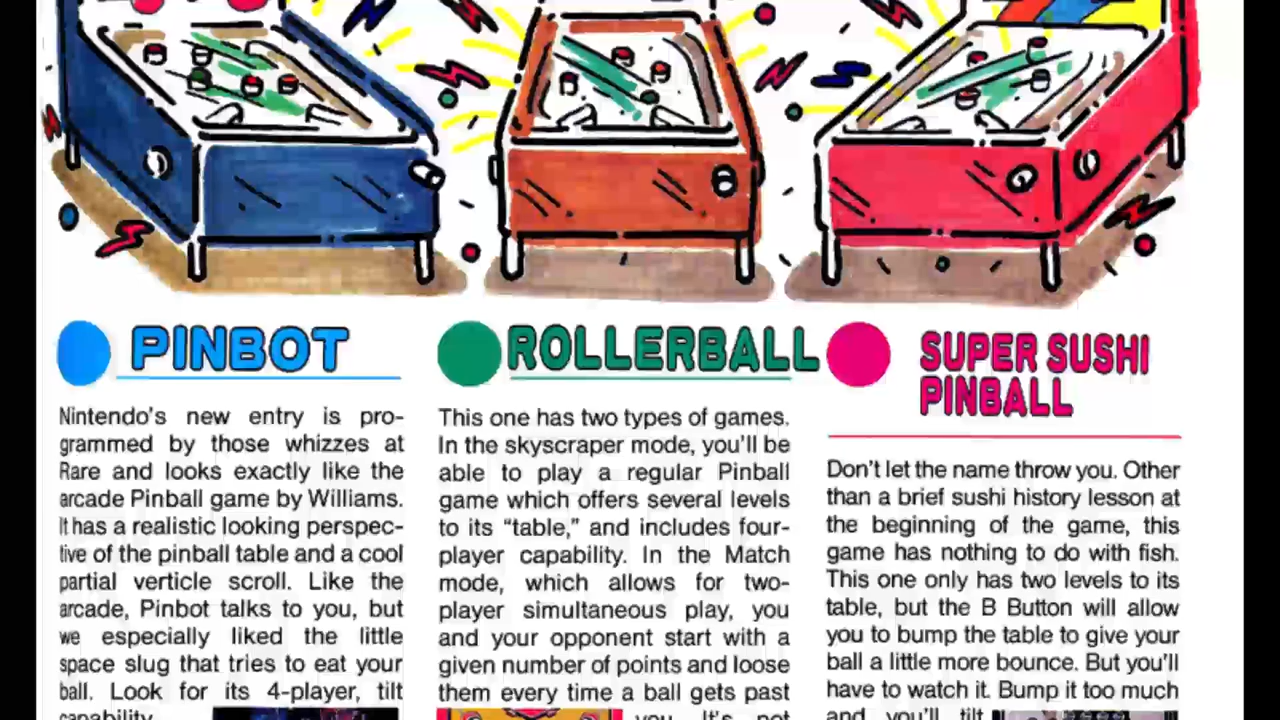 PINBOT
Nintendo's new entry is pro-
grammed by those whizzes at
Rare and looks exactly like the
arcade Pinball game by Williams.
It has a realistic looking perspec-
tive of the pinball table and a cool
partial verticle scroll. Like the
arcade, Pinbot talks to you, but
we especially liked the little
space slug that tries to eat your
ball. Look for its 4-player, tilt
capability.
ROLLERBALL
This one has two types of games.
In the skyscraper mode, you'll be
able to play a regular Pinball
game which offers several levels
to its "table," and includes four-
player capability. In the Match
mode, which allows for two-
player simultaneous play, you
and your opponent start with a
given number of points and loose
them every time a ball gets past
you. It's not
SUPER SUSHI
PINBALL
Don't let the name throw you. Other
than a brief sushi history lesson at
the beginning of the game, this
game has nothing to do with fish.
This one only has two levels to its
table, but the B Button will allow
you to bump the table to give your
ball a little more bounce. But you'll
have to watch it. Bump it too much
and you'll tilt